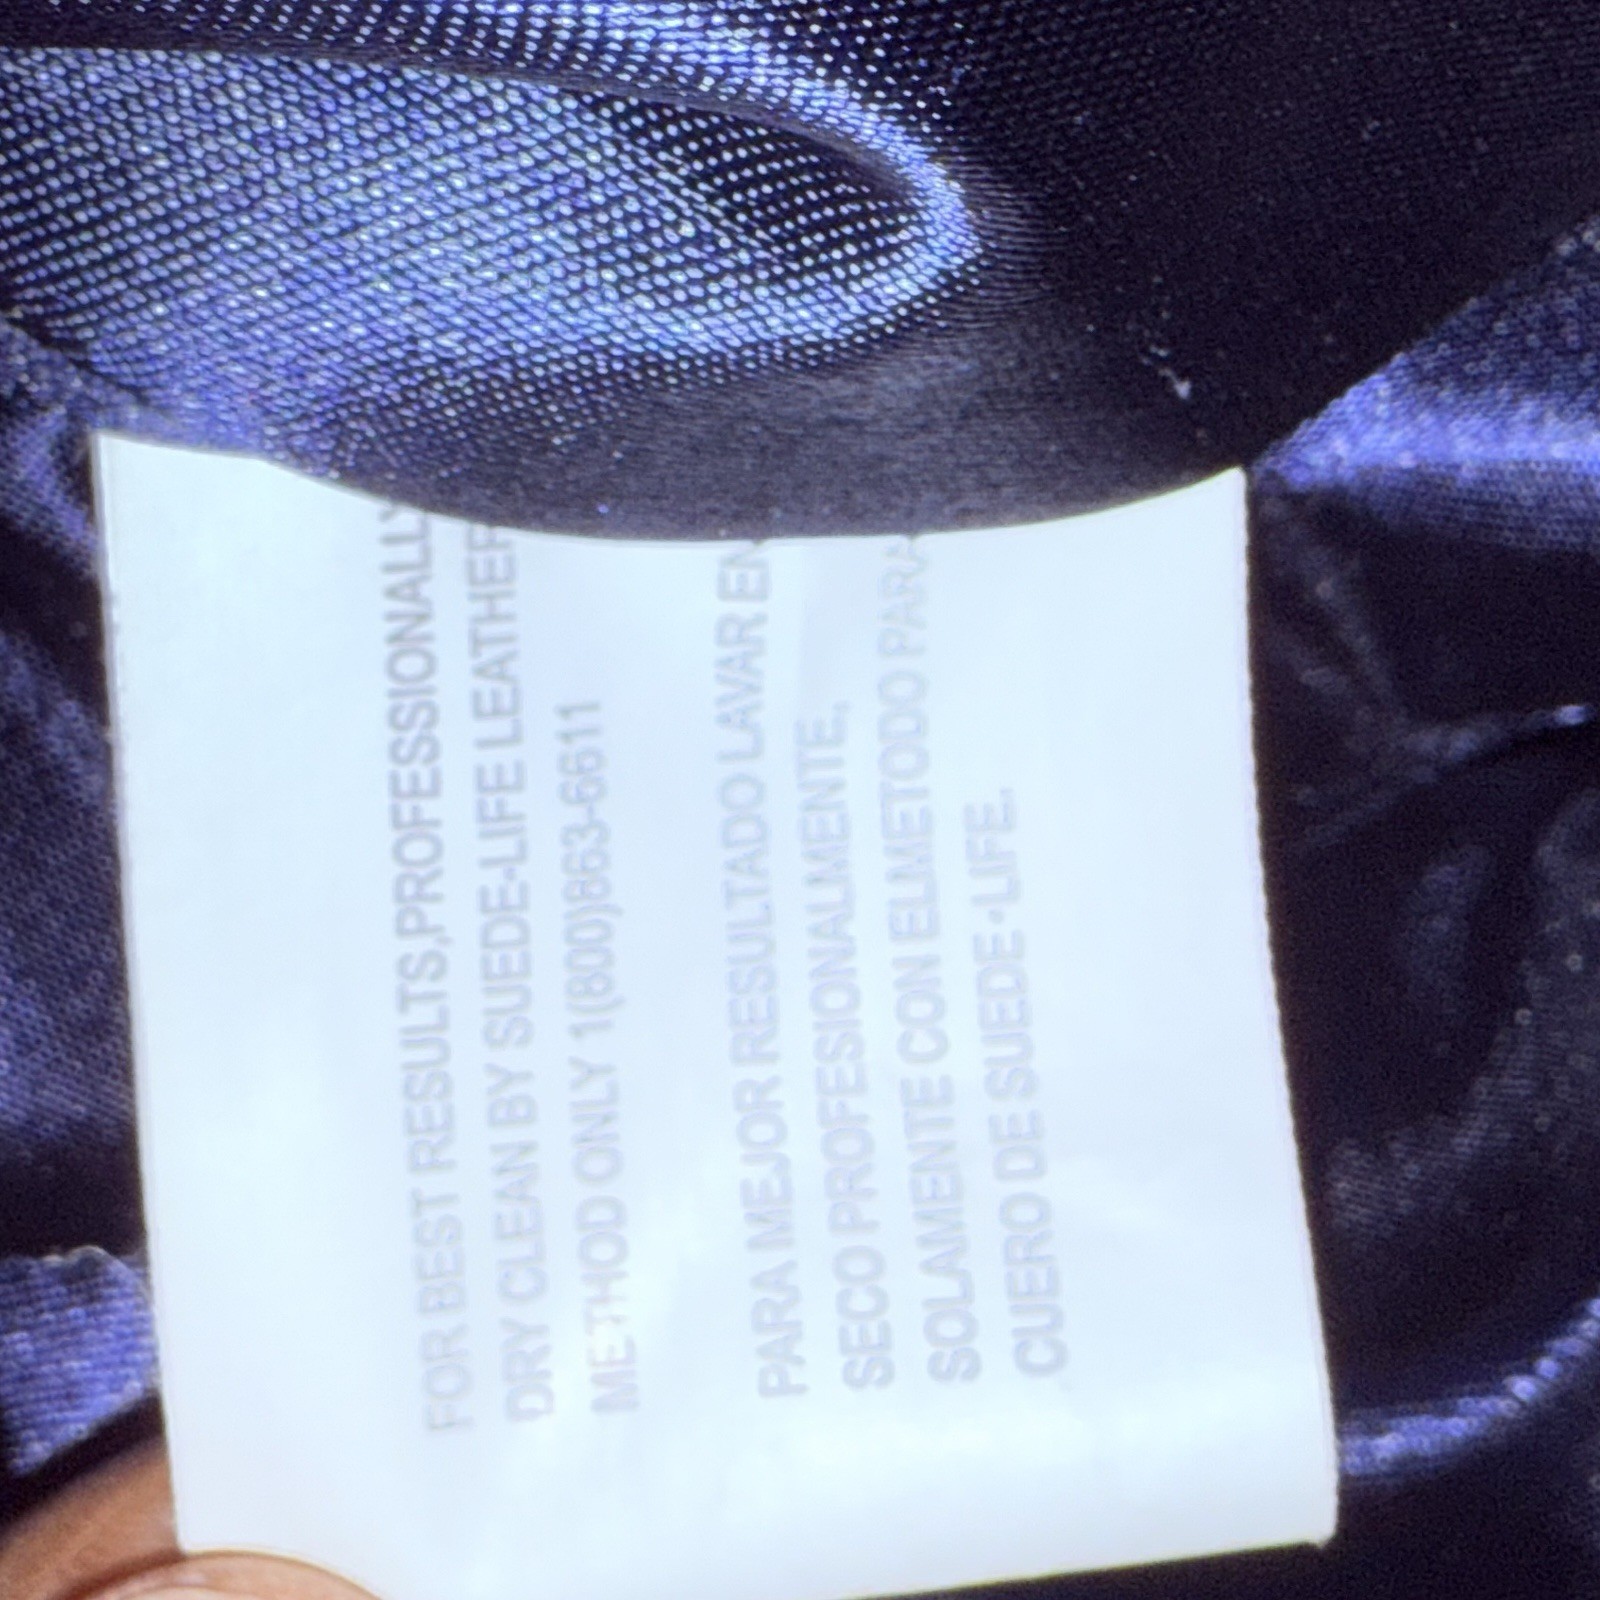 FOR BEST RESULTS,PROFESSIONALLY
DRY CLEAN BY SUEDE-LIFE LEATHER
METHOD ONLY 1(800)863-6611
PARA MEJOR RESULTADO LAVAR EN
SECO PROFESIONALMENTE,
SOLAMENTE CON ELMETODO PARA
CUERO DE SUEDE·LIFE.